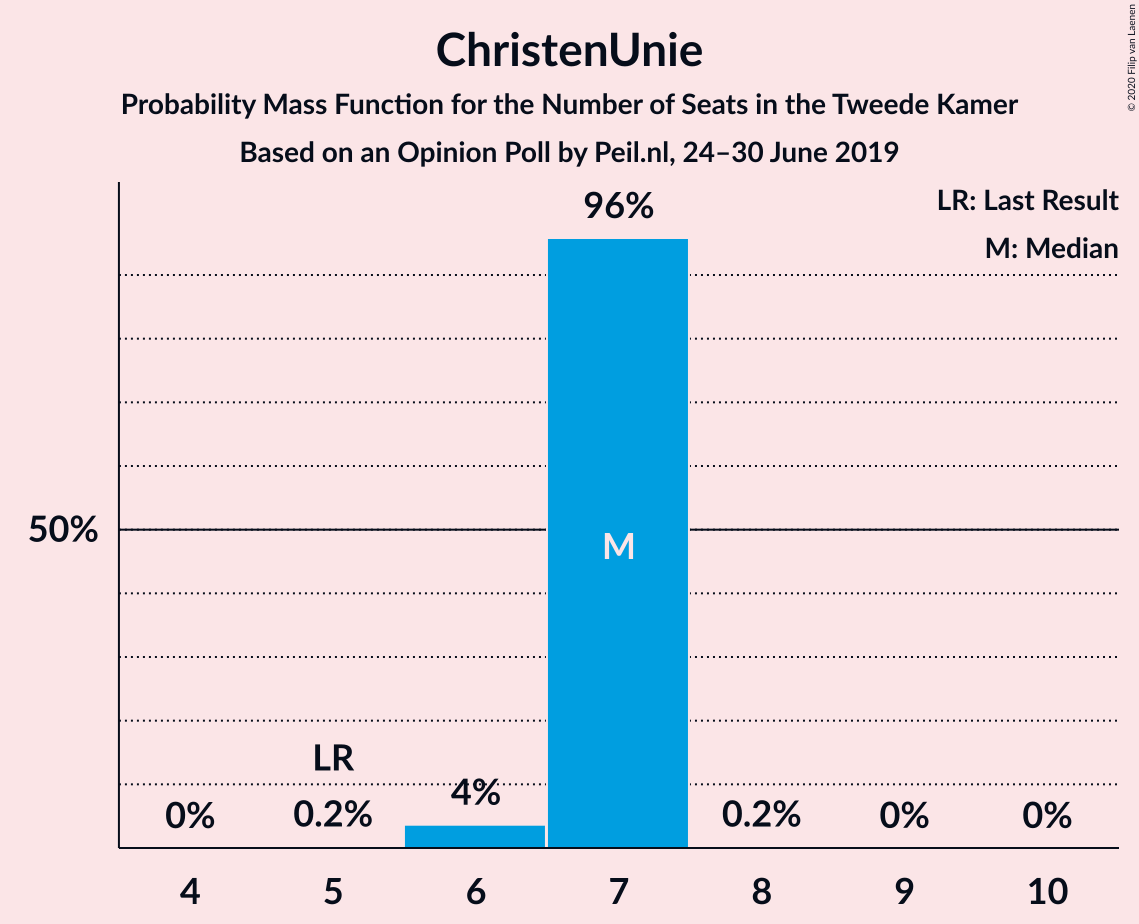 ChristenUnie
Probability Mass Function for the Number of Seats in the Tweede Kamer
Based on an Opinion Poll by Peil.nl, 24–30 June 2019
© 2020 Filip van Laenen
LR: Last Result
M: Median
96%
50%
M
LR
0%
0.2%
4%
0.2%
0%
0%
4
5
6
7
8
9
10